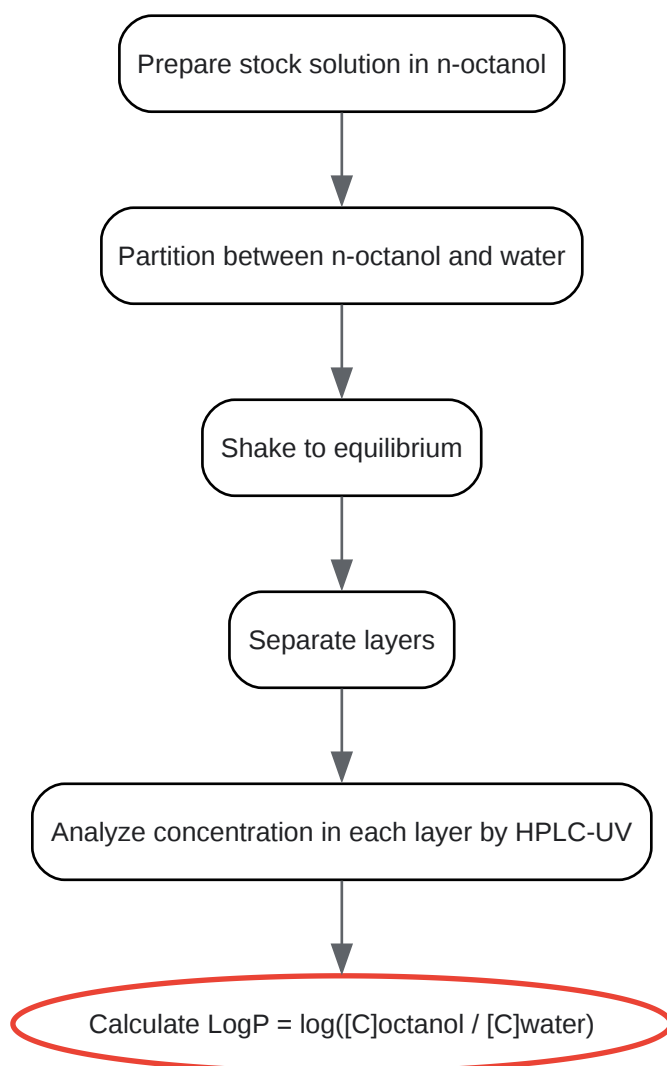 Prepare stock solution in n-octanol
Partition between n-octanol and water
Shake to equilibrium
Separate layers
Analyze concentration in each layer by HPLC-UV
Calculate LogP = log([C]octanol / [C]water)